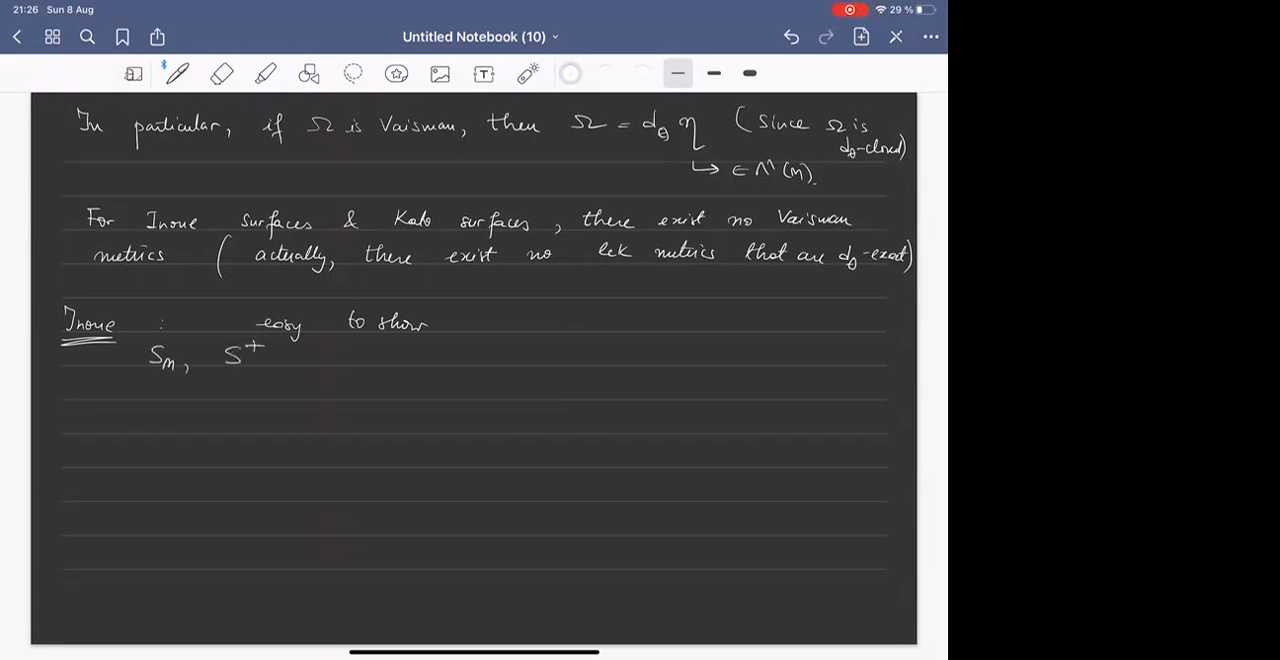 21:26 Sun 8 Aug
29 %
Untitled Notebook (10)
In particular, if Ω is Vaisman, then Ω = d_θ η (since Ω is
d_θ-closed)
↳ ∈ Λ¹(M).
For Inoue surfaces & Kato surfaces, there exist no Vaisman
metrics (actually, there exist no lck metrics that are d_θ-exact)
Inoue : easy to show
S_M, S⁺